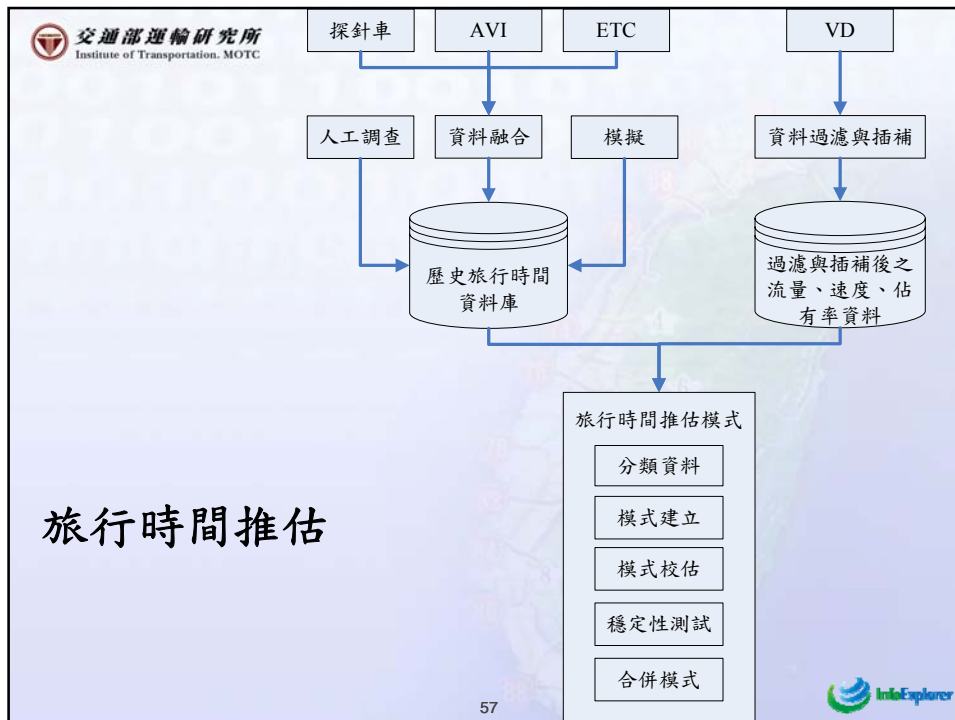 交通部運輸研究所
Institute of Transportation. MOTC
探針車
AVI
ETC
VD
人工調查
資料融合
模擬
資料過濾與插補
歷史旅行時間
資料庫
過濾與插補後之
流量、速度、佔
有率資料
旅行時間推估模式
分類資料
模式建立
模式校估
穩定性測試
合併模式
旅行時間推估
57
InfoExplorer